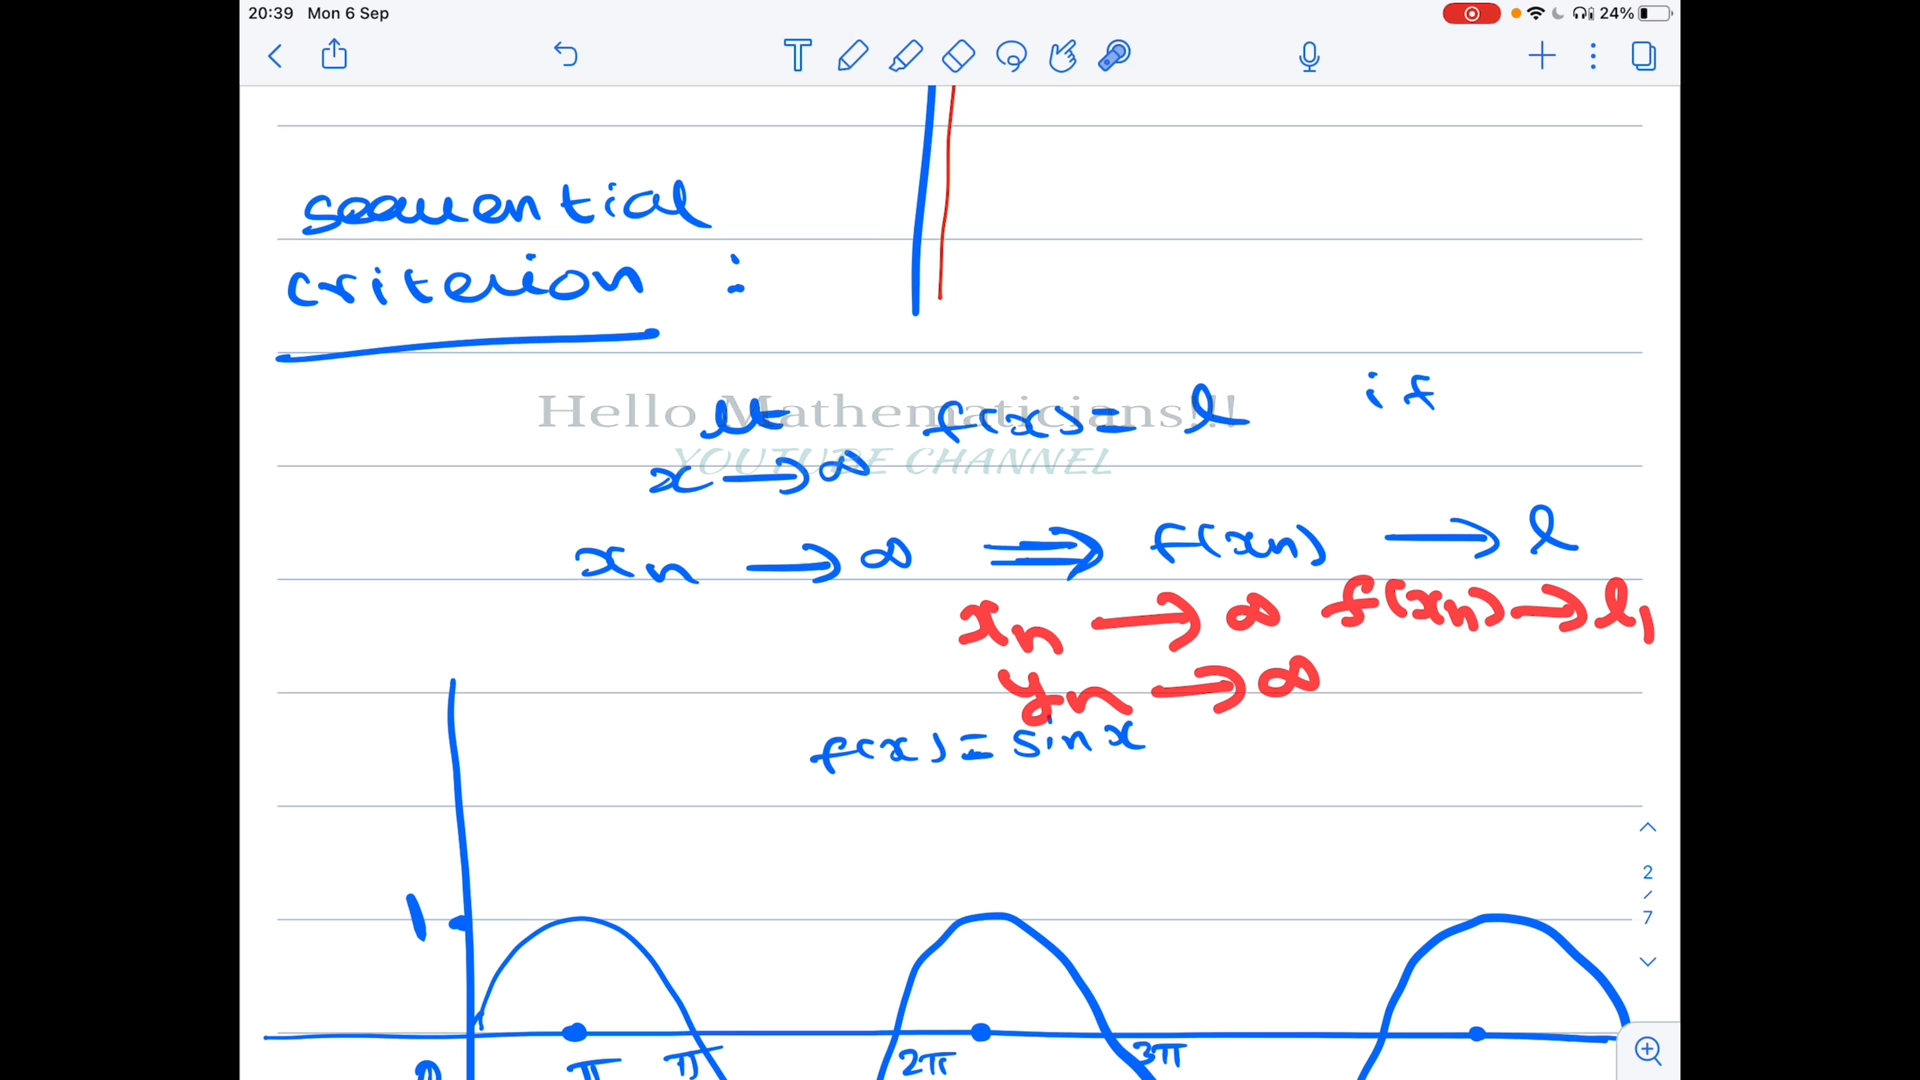 20:39 Mon 6 Sep
24%
sequential
criterion :
Hello Mathematicians!!!
YOUTUBE CHANNEL
lt f(x) = l if
x → ∞
xn → ∞ ⇒ f(xn) → l
xn → ∞ f(xn) → l1
yn → ∞
f(x) = sin x
2
/
7
1
π π 2π 3π